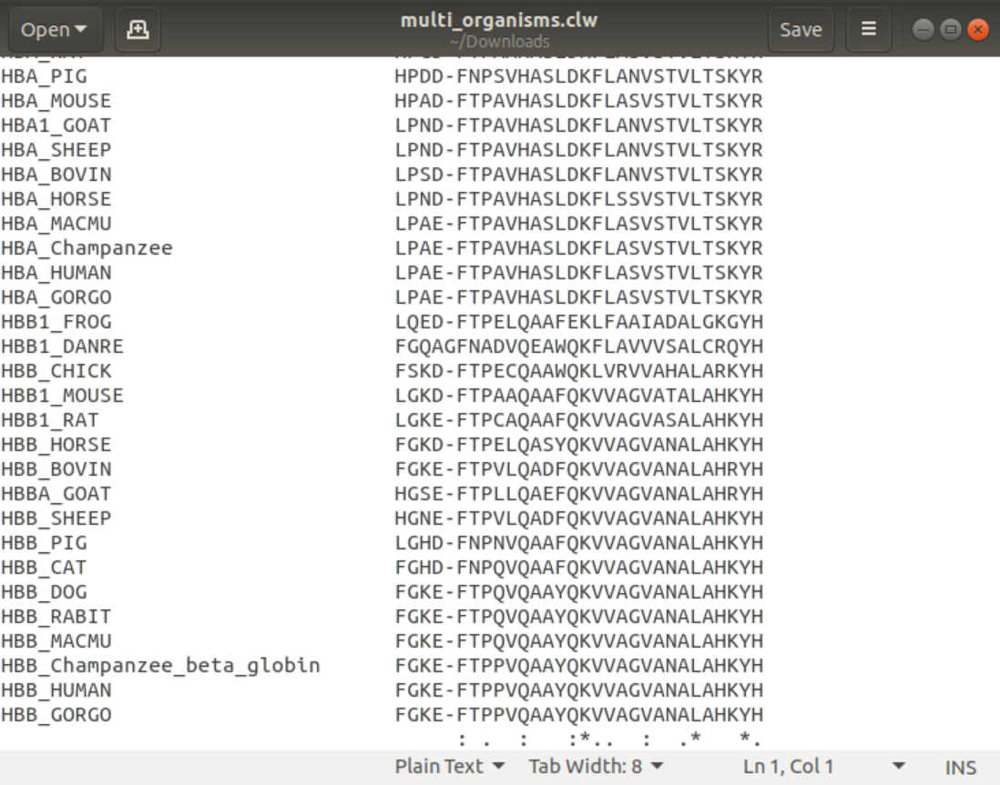 Open
multi_organisms.clw
~/Downloads
Save
HBA_PIG HPDD-FNPSVHASLDKFLANVSTVLTSKYR
HBA_MOUSE HPAD-FTPAVHASLDKFLASVSTVLTSKYR
HBA1_GOAT LPND-FTPAVHASLDKFLANVSTVLTSKYR
HBA_SHEEP LPND-FTPAVHASLDKFLANVSTVLTSKYR
HBA_BOVIN LPSD-FTPAVHASLDKFLANVSTVLTSKYR
HBA_HORSE LPND-FTPAVHASLDKFLSSVSTVLTSKYR
HBA_MACMU LPAE-FTPAVHASLDKFLASVSTVLTSKYR
HBA_Champanzee LPAE-FTPAVHASLDKFLASVSTVLTSKYR
HBA_HUMAN LPAE-FTPAVHASLDKFLASVSTVLTSKYR
HBA_GORGO LPAE-FTPAVHASLDKFLASVSTVLTSKYR
HBB1_FROG LQED-FTPELQAAFEKLFAAIADALGKGYH
HBB1_DANRE FGQAGFNADVQEAWQKFLAVVVSALCRQYH
HBB_CHICK FSKD-FTPECQAAWQKLVRVVAHALARKYH
HBB1_MOUSE LGKD-FTPAAQAAFQKVVAGVATALAHKYH
HBB1_RAT LGKE-FTPCAQAAFQKVVAGVASALAHKYH
HBB_HORSE FGKD-FTPELQASYQKVVAGVANALAHKYH
HBB_BOVIN FGKE-FTPVLQADFQKVVAGVANALAHRYH
HBBA_GOAT HGSE-FTPLLQAEFQKVVAGVANALAHRYH
HBB_SHEEP HGNE-FTPVLQADFQKVVAGVANALAHKYH
HBB_PIG LGHD-FNPNVQAAFQKVVAGVANALAHKYH
HBB_CAT FGHD-FNPQVQAAFQKVVAGVANALAHKYH
HBB_DOG FGKE-FTPQVQAAYQKVVAGVANALAHKYH
HBB_RABIT FGKE-FTPQVQAAYQKVVAGVANALAHKYH
HBB_MACMU FGKE-FTPQVQAAYQKVVAGVANALAHKYH
HBB_Champanzee_beta_globin FGKE-FTPPVQAAYQKVVAGVANALAHKYH
HBB_HUMAN FGKE-FTPPVQAAYQKVVAGVANALAHKYH
HBB_GORGO FGKE-FTPPVQAAYQKVVAGVANALAHKYH
: .  :   :*..  :  .*   *.
Plain Text Tab Width: 8 Ln 1, Col 1 INS